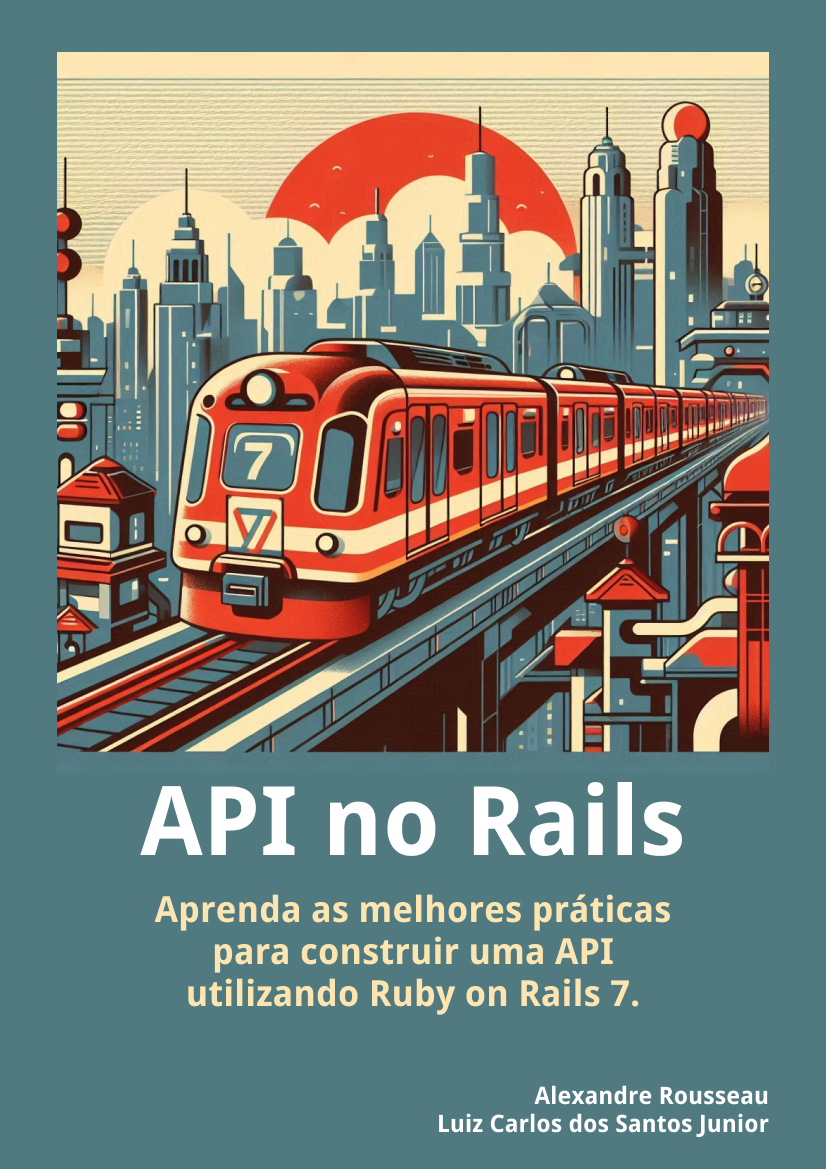 7
API no Rails
Aprenda as melhores práticas
para construir uma API
utilizando Ruby on Rails 7.
Alexandre Rousseau
Luiz Carlos dos Santos Junior